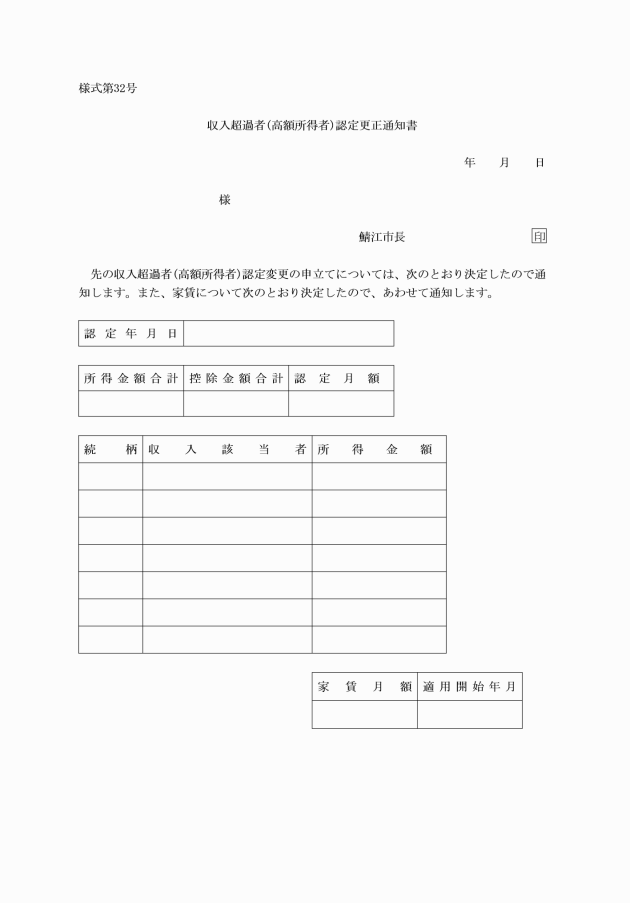 様式第32号
収入超過者(高額所得者)認定更正通知書
年　月　日
様
鯖江市長　印
先の収入超過者(高額所得者)認定変更の申立てについては、次のとおり決定したので通
知します。また、家賃について次のとおり決定したので、あわせて通知します。
認定年月日
所得金額合計　控除金額合計　認定月額
続柄　収入該当者　所得金額
家賃月額　適用開始年月